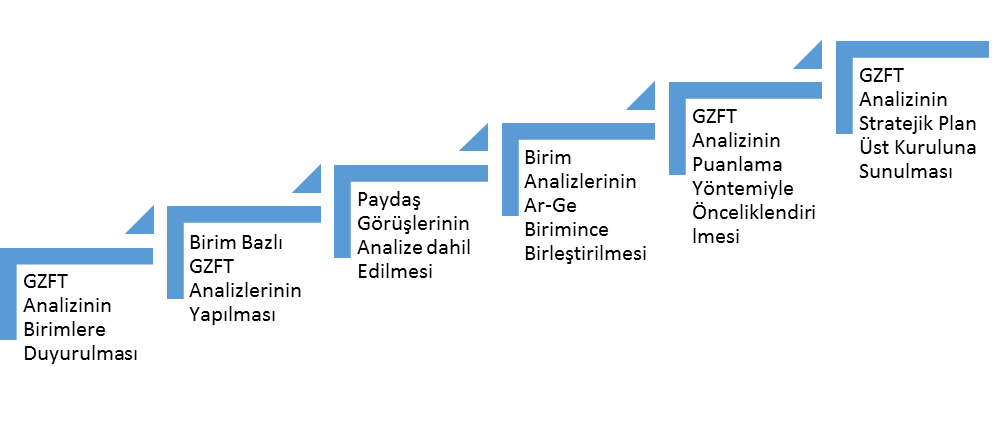 GZFT
Analizinin
Birimlere
Duyurulması
Birim Bazlı
GZFT
Analizlerinin
Yapılması
Paydaş
Görüşlerinin
Analize dahil
Edilmesi
Birim
Analizlerinin
Ar-Ge
Birimince
Birleştirilmesi
GZFT
Analizinin
Puanlama
Yöntemiyle
Önceliklendiri
lmesi
GZFT
Analizinin
Stratejik Plan
Üst Kuruluna
Sunulması